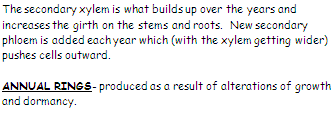 The secondary xylem is what builds up over the years and
increases the girth on the stems and roots.  New secondary
phloem is added each year which (with the xylem getting wider)
pushes cells outward.

ANNUAL RINGS- produced as a result of alterations of growth
and dormancy.